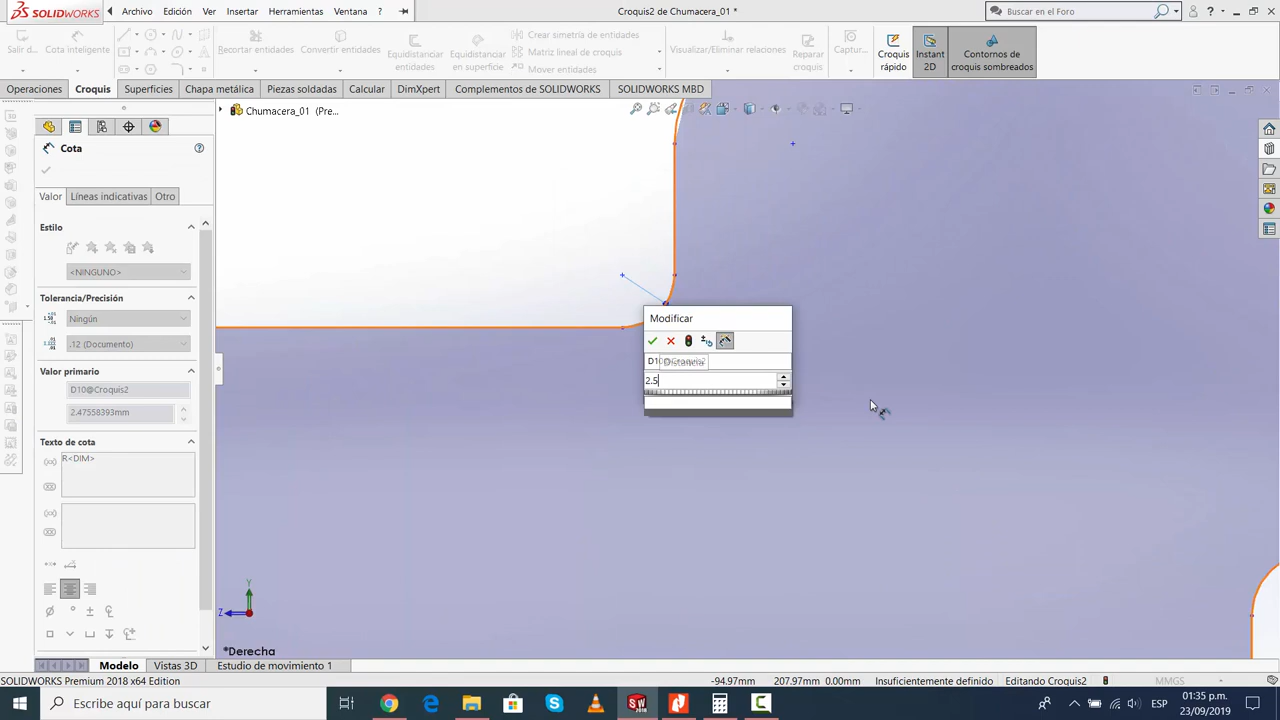 SOLIDWORKS
Archivo Edición Ver Insertar Herramientas Ventana ?
Croquis2 de Chumacera_01 *
Buscar en el Foro
?
Salir d...
Cota inteligente
Recortar entidades
Convertir entidades
Equidistanciar entidades
Equidistanciar en superficie
Crear simetría de entidades
Matriz lineal de croquis
Mover entidades
Visualizar/Eliminar relaciones
Reparar croquis
Captur...
Croquis rápido
Instant 2D
Contornos de croquis sombreados
Operaciones Croquis Superficies Chapa metálica Piezas soldadas Calcular DimXpert Complementos de SOLIDWORKS SOLIDWORKS MBD
Chumacera_01 (Pre...
Cota
Valor Líneas indicativas Otro
Estilo
<NINGUNO>
Tolerancia/Precisión
Ningún
.12 (Documento)
Valor primario
D10@Croquis2
2.47558393mm
Texto de cota
R<DIM>
Modificar
D10@Croquis2
Distancia
2.5
Y
Z
*Derecha
Modelo Vistas 3D Estudio de movimiento 1
SOLIDWORKS Premium 2018 x64 Edition
-94.97mm 207.97mm 0.00mm Insuficientemente definido Editando Croquis2 MMGS
Escribe aquí para buscar
ESP
01:35 p.m.
23/09/2019